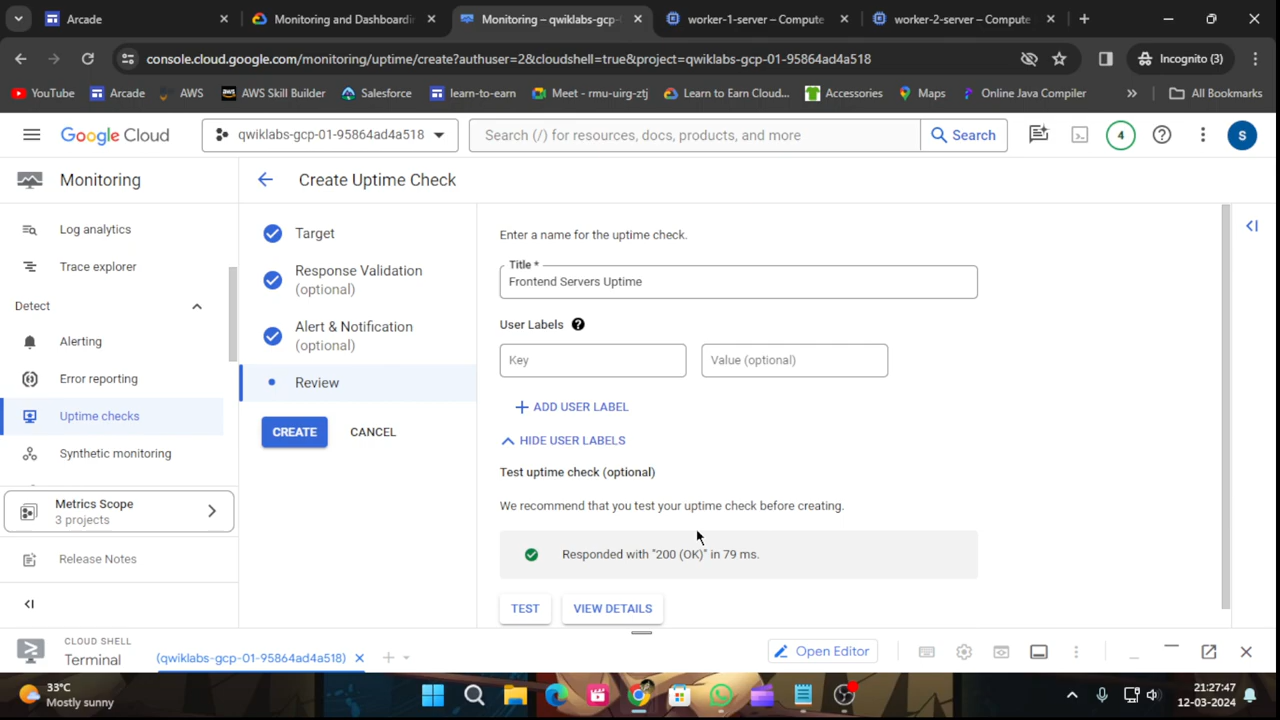 Arcade
Monitoring and Dashboardin
Monitoring – qwiklabs-gcp-
worker-1-server – Compute
worker-2-server – Compute
console.cloud.google.com/monitoring/uptime/create?authuser=2&cloudshell=true&project=qwiklabs-gcp-01-95864ad4a518
Incognito (3)
YouTube
Arcade
AWS
AWS Skill Builder
Salesforce
learn-to-earn
Meet - rmu-uirg-ztj
Learn to Earn Cloud...
Accessories
Maps
Online Java Compiler
All Bookmarks
Google Cloud
qwiklabs-gcp-01-95864ad4a518
Search (/) for resources, docs, products, and more
Search
4
S
Monitoring
Create Uptime Check
Log analytics
Trace explorer
Detect
Alerting
Error reporting
Uptime checks
Synthetic monitoring
Metrics Scope
3 projects
Release Notes
Target
Response Validation
(optional)
Alert & Notification
(optional)
Review
CREATE
CANCEL
Enter a name for the uptime check.
Title *
Frontend Servers Uptime
User Labels
Key
Value (optional)
ADD USER LABEL
HIDE USER LABELS
Test uptime check (optional)
We recommend that you test your uptime check before creating.
Responded with "200 (OK)" in 79 ms.
TEST
VIEW DETAILS
CLOUD SHELL
Terminal
(qwiklabs-gcp-01-95864ad4a518)
Open Editor
33°C
Mostly sunny
21:27:47
12-03-2024